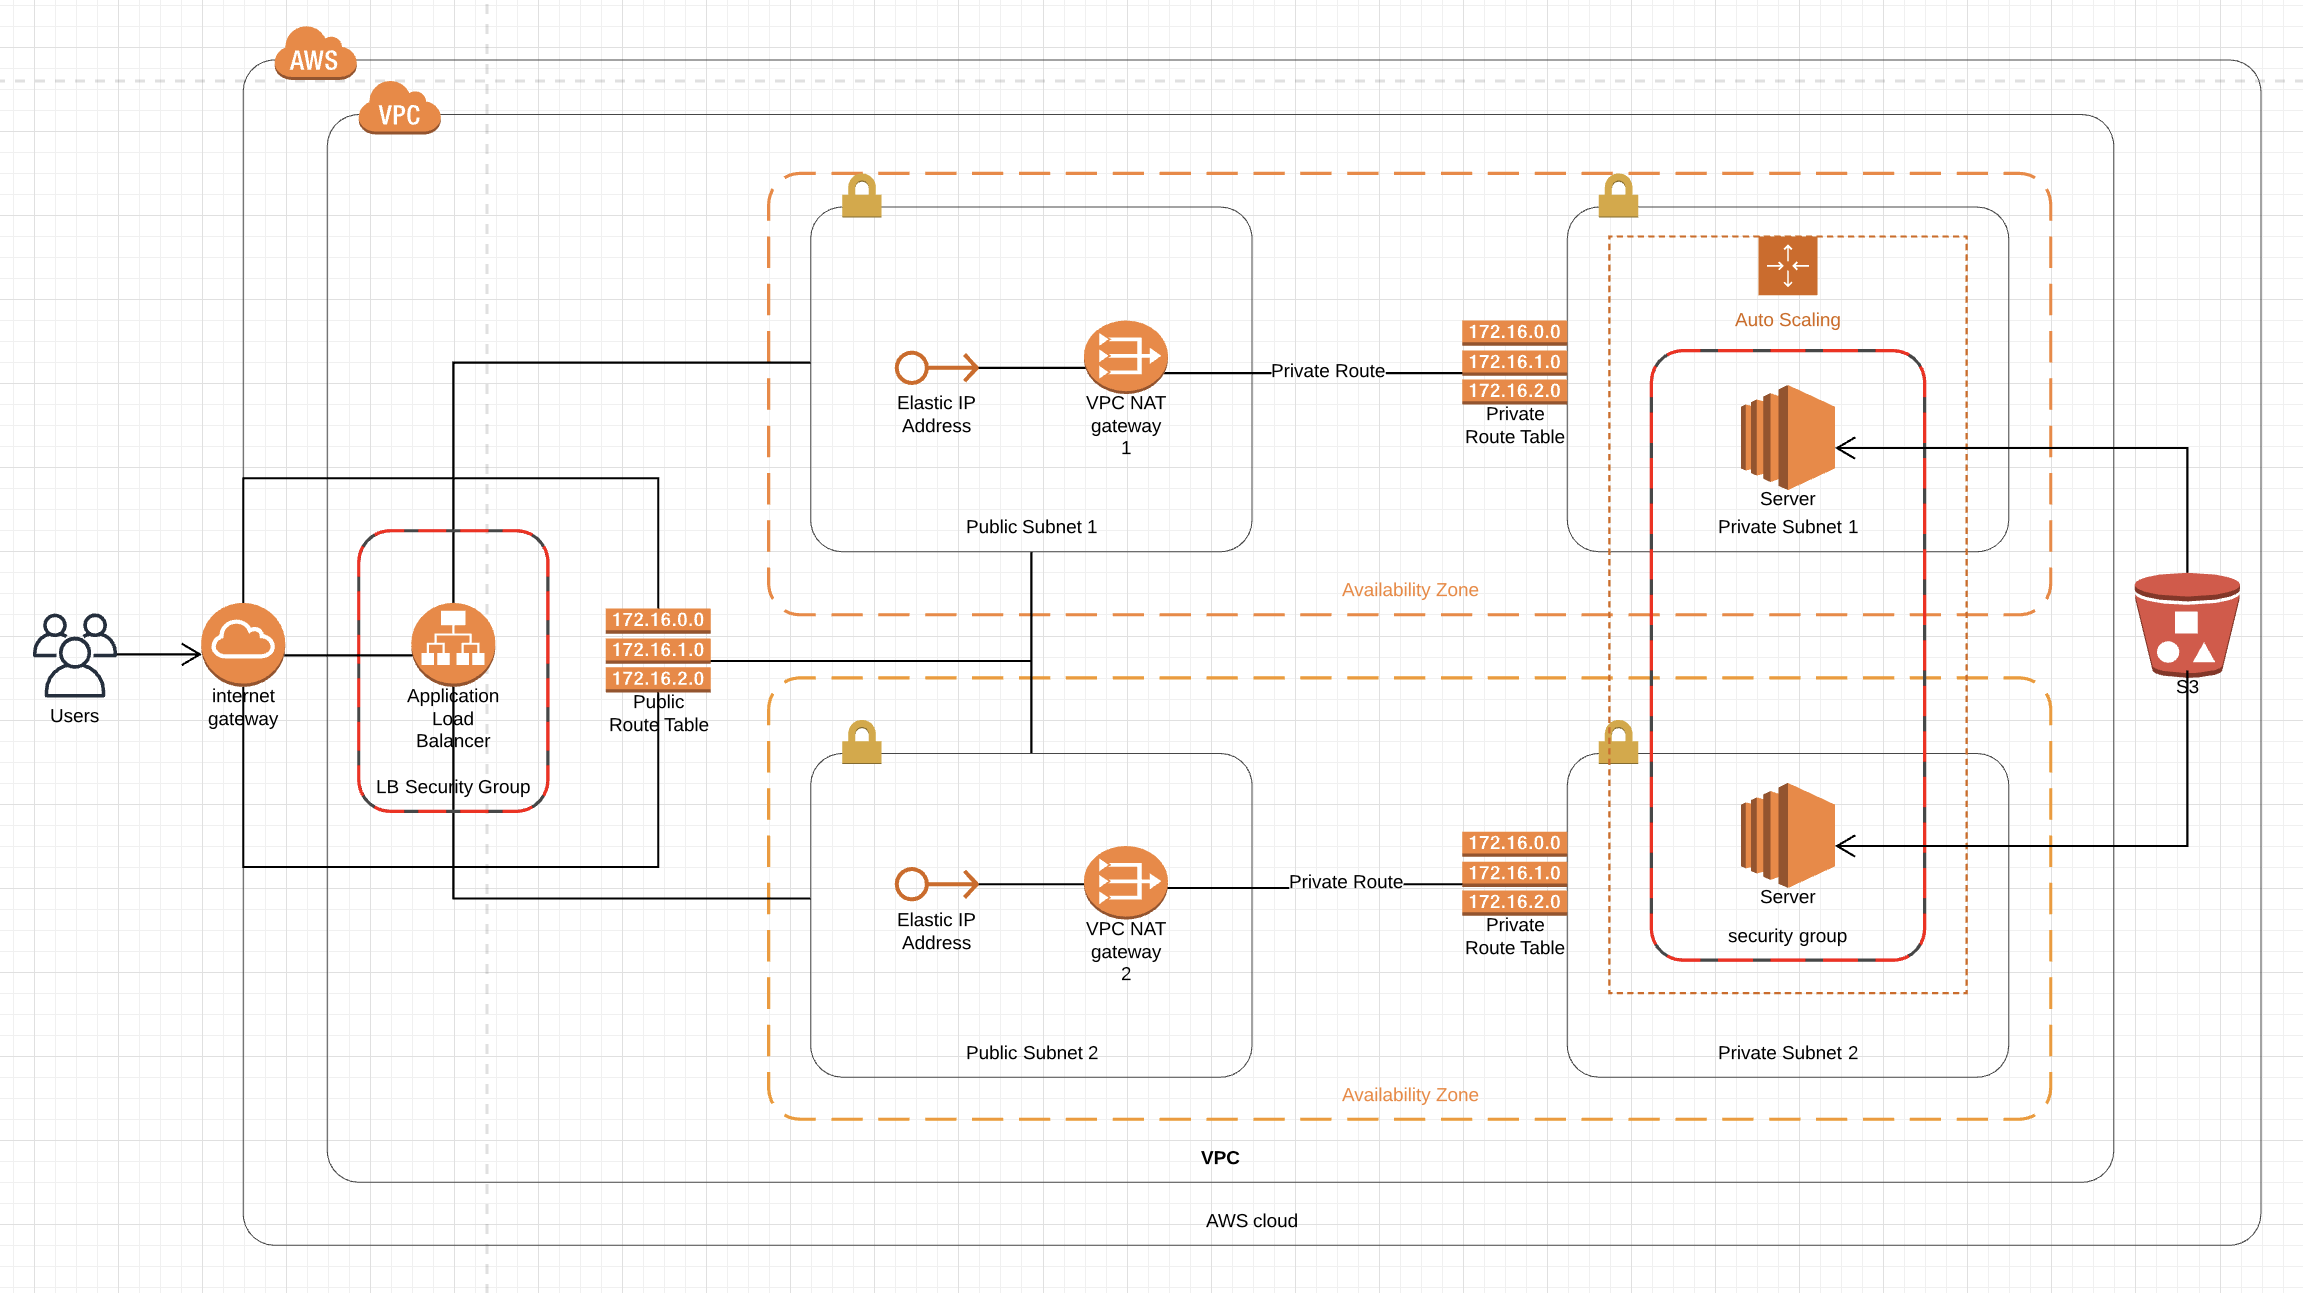 AWS
VPC
Elastic IP
Address
VPC NAT
gateway
1
Public Subnet 1
Private Route
172.16.0.0
172.16.1.0
172.16.2.0
Private
Route Table
Auto Scaling
Server
Private Subnet 1
Availability Zone
Users
internet
gateway
Application
Load
Balancer
LB Security Group
172.16.0.0
172.16.1.0
172.16.2.0
Public
Route Table
S3
Elastic IP
Address
VPC NAT
gateway
2
Public Subnet 2
Private Route
172.16.0.0
172.16.1.0
172.16.2.0
Private
Route Table
Server
security group
Private Subnet 2
Availability Zone
VPC
AWS cloud